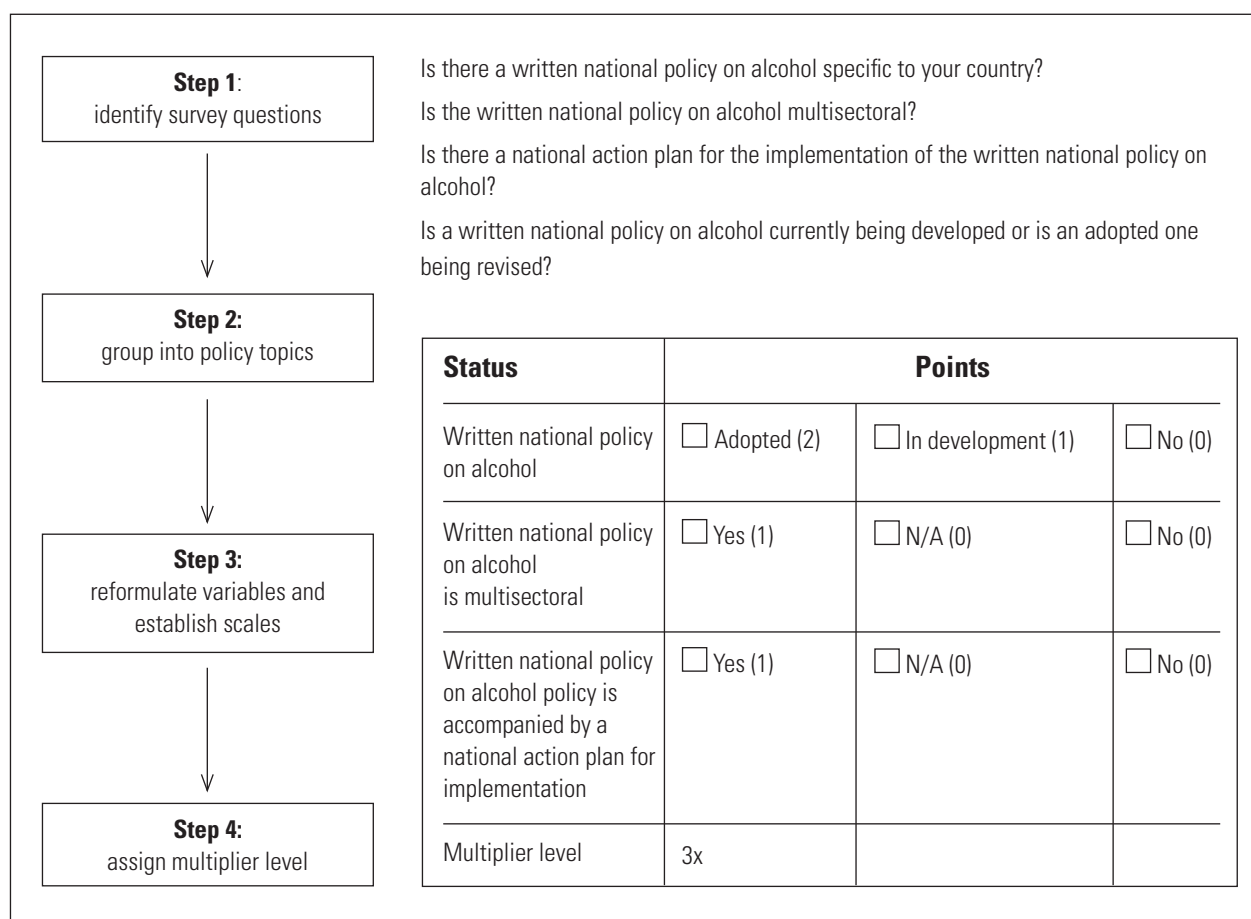 Step 1:
identify survey questions
Is there a written national policy on alcohol specific to your country?
Is the written national policy on alcohol multisectoral?
Is there a national action plan for the implementation of the written national policy on
alcohol?
Is a written national policy on alcohol currently being developed or is an adopted one
being revised?
Step 2:
group into policy topics
Step 3:
reformulate variables and
establish scales
Step 4:
assign multiplier level
Status
Points
Written national policy
on alcohol
Adopted (2)
In development (1)
No (0)
Written national policy
on alcohol
is multisectoral
Yes (1)
N/A (0)
No (0)
Written national policy
on alcohol policy is
accompanied by a
national action plan for
implementation
Yes (1)
N/A (0)
No (0)
Multiplier level
3x